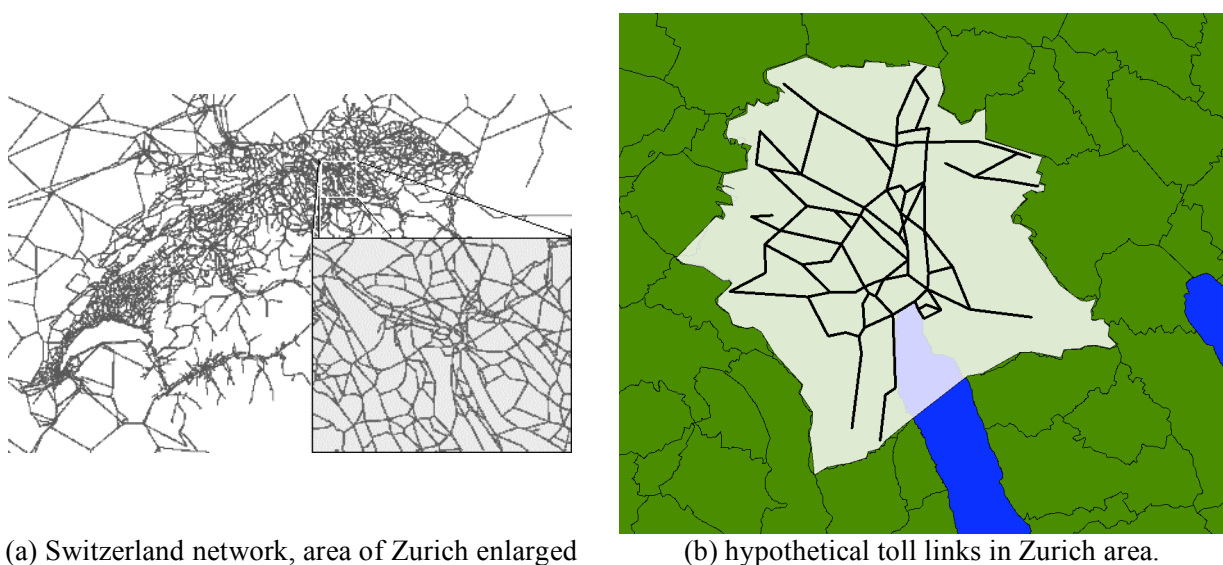 (a) Switzerland network, area of Zurich enlarged
(b) hypothetical toll links in Zurich area.